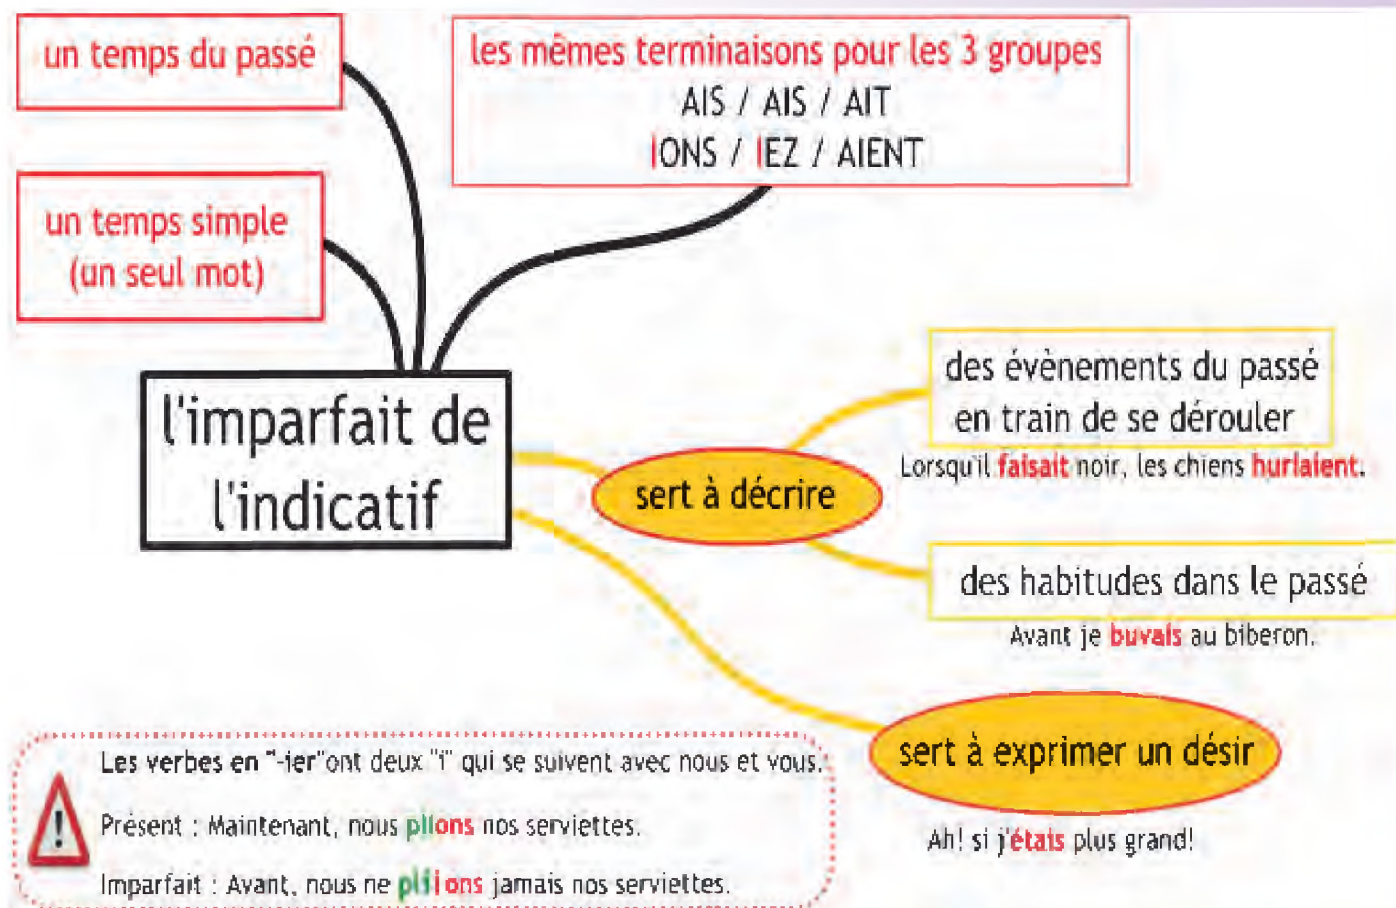 un temps du passé
les mêmes terminaisons pour les 3 groupes
AIS / AIS / AIT
IONS / IEZ / AIENT
un temps simple
(un seul mot)
l'imparfait de
l'indicatif
sert à décrire
des évènements du passé
en train de se dérouler
Lorsqu'il faisait noir, les chiens hurlaient.
des habitudes dans le passé
Avant je buvais au biberon.
sert à exprimer un désir
Ah! si j'étais plus grand!
Les verbes en "-ier"ont deux "i" qui se suivent avec nous et vous.
!
Présent : Maintenant, nous plions nos serviettes.
Imparfait : Avant, nous ne pliions jamais nos serviettes.